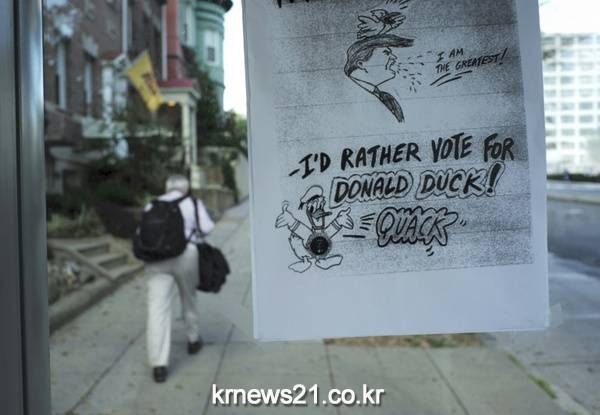 I AM
THE GREATEST!
-I'D RATHER VOTE FOR
DONALD DUCK!
QUACK
krnews21.co.kr